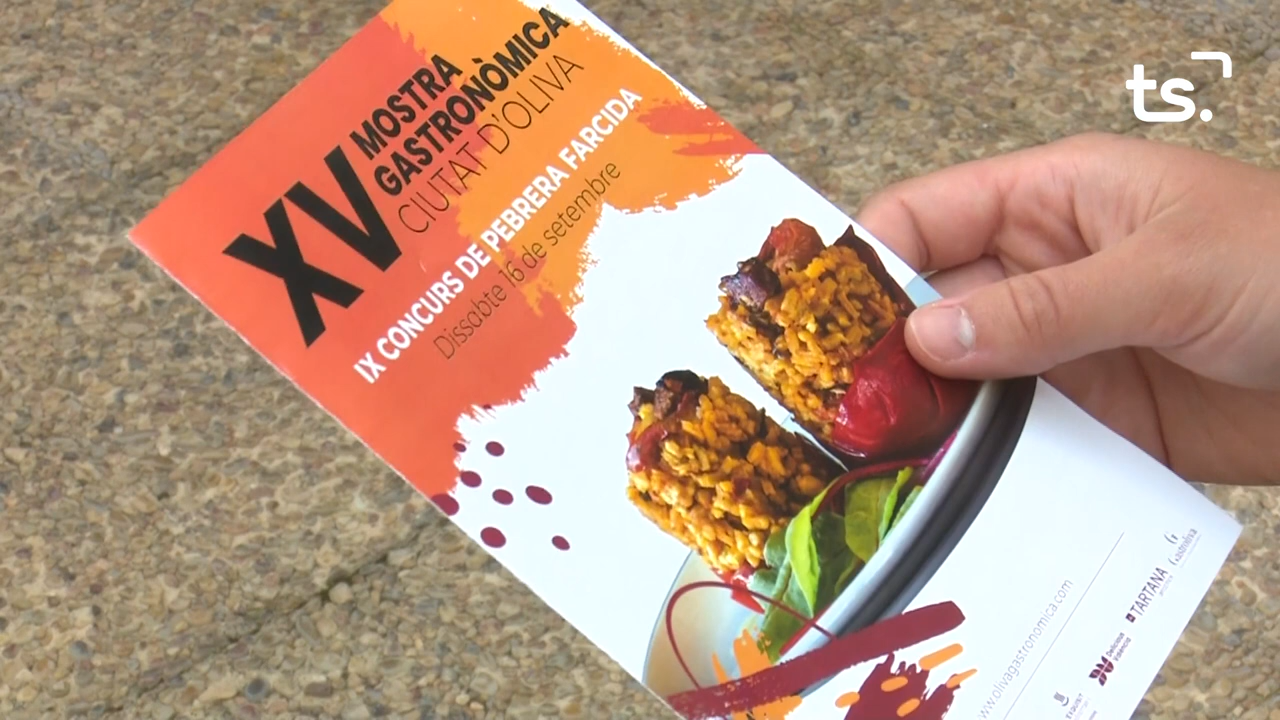 ts.
XV
MOSTRA
GASTRONÒMICA
CIUTAT D'OLIVA
IX CONCURS DE PEBRERA FARCIDA
Dissabte 16 de setembre
www.olivagastronomica.com
TARTANA